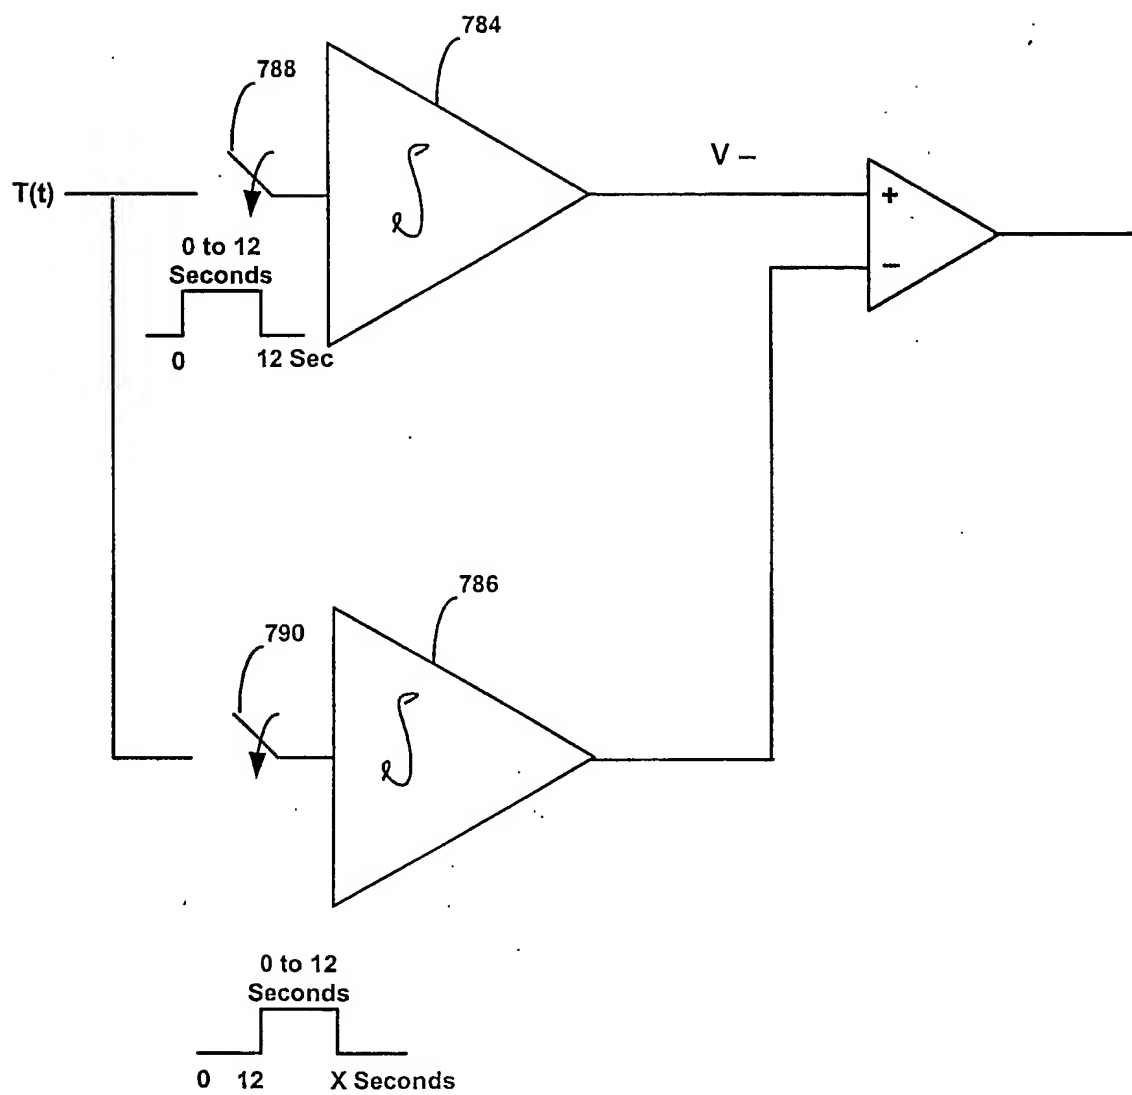 784
788
V –
T(t)
+
–
0 to 12
Seconds
0
12 Sec
∫
786
790
∫
0 to 12
Seconds
0
12
X Seconds